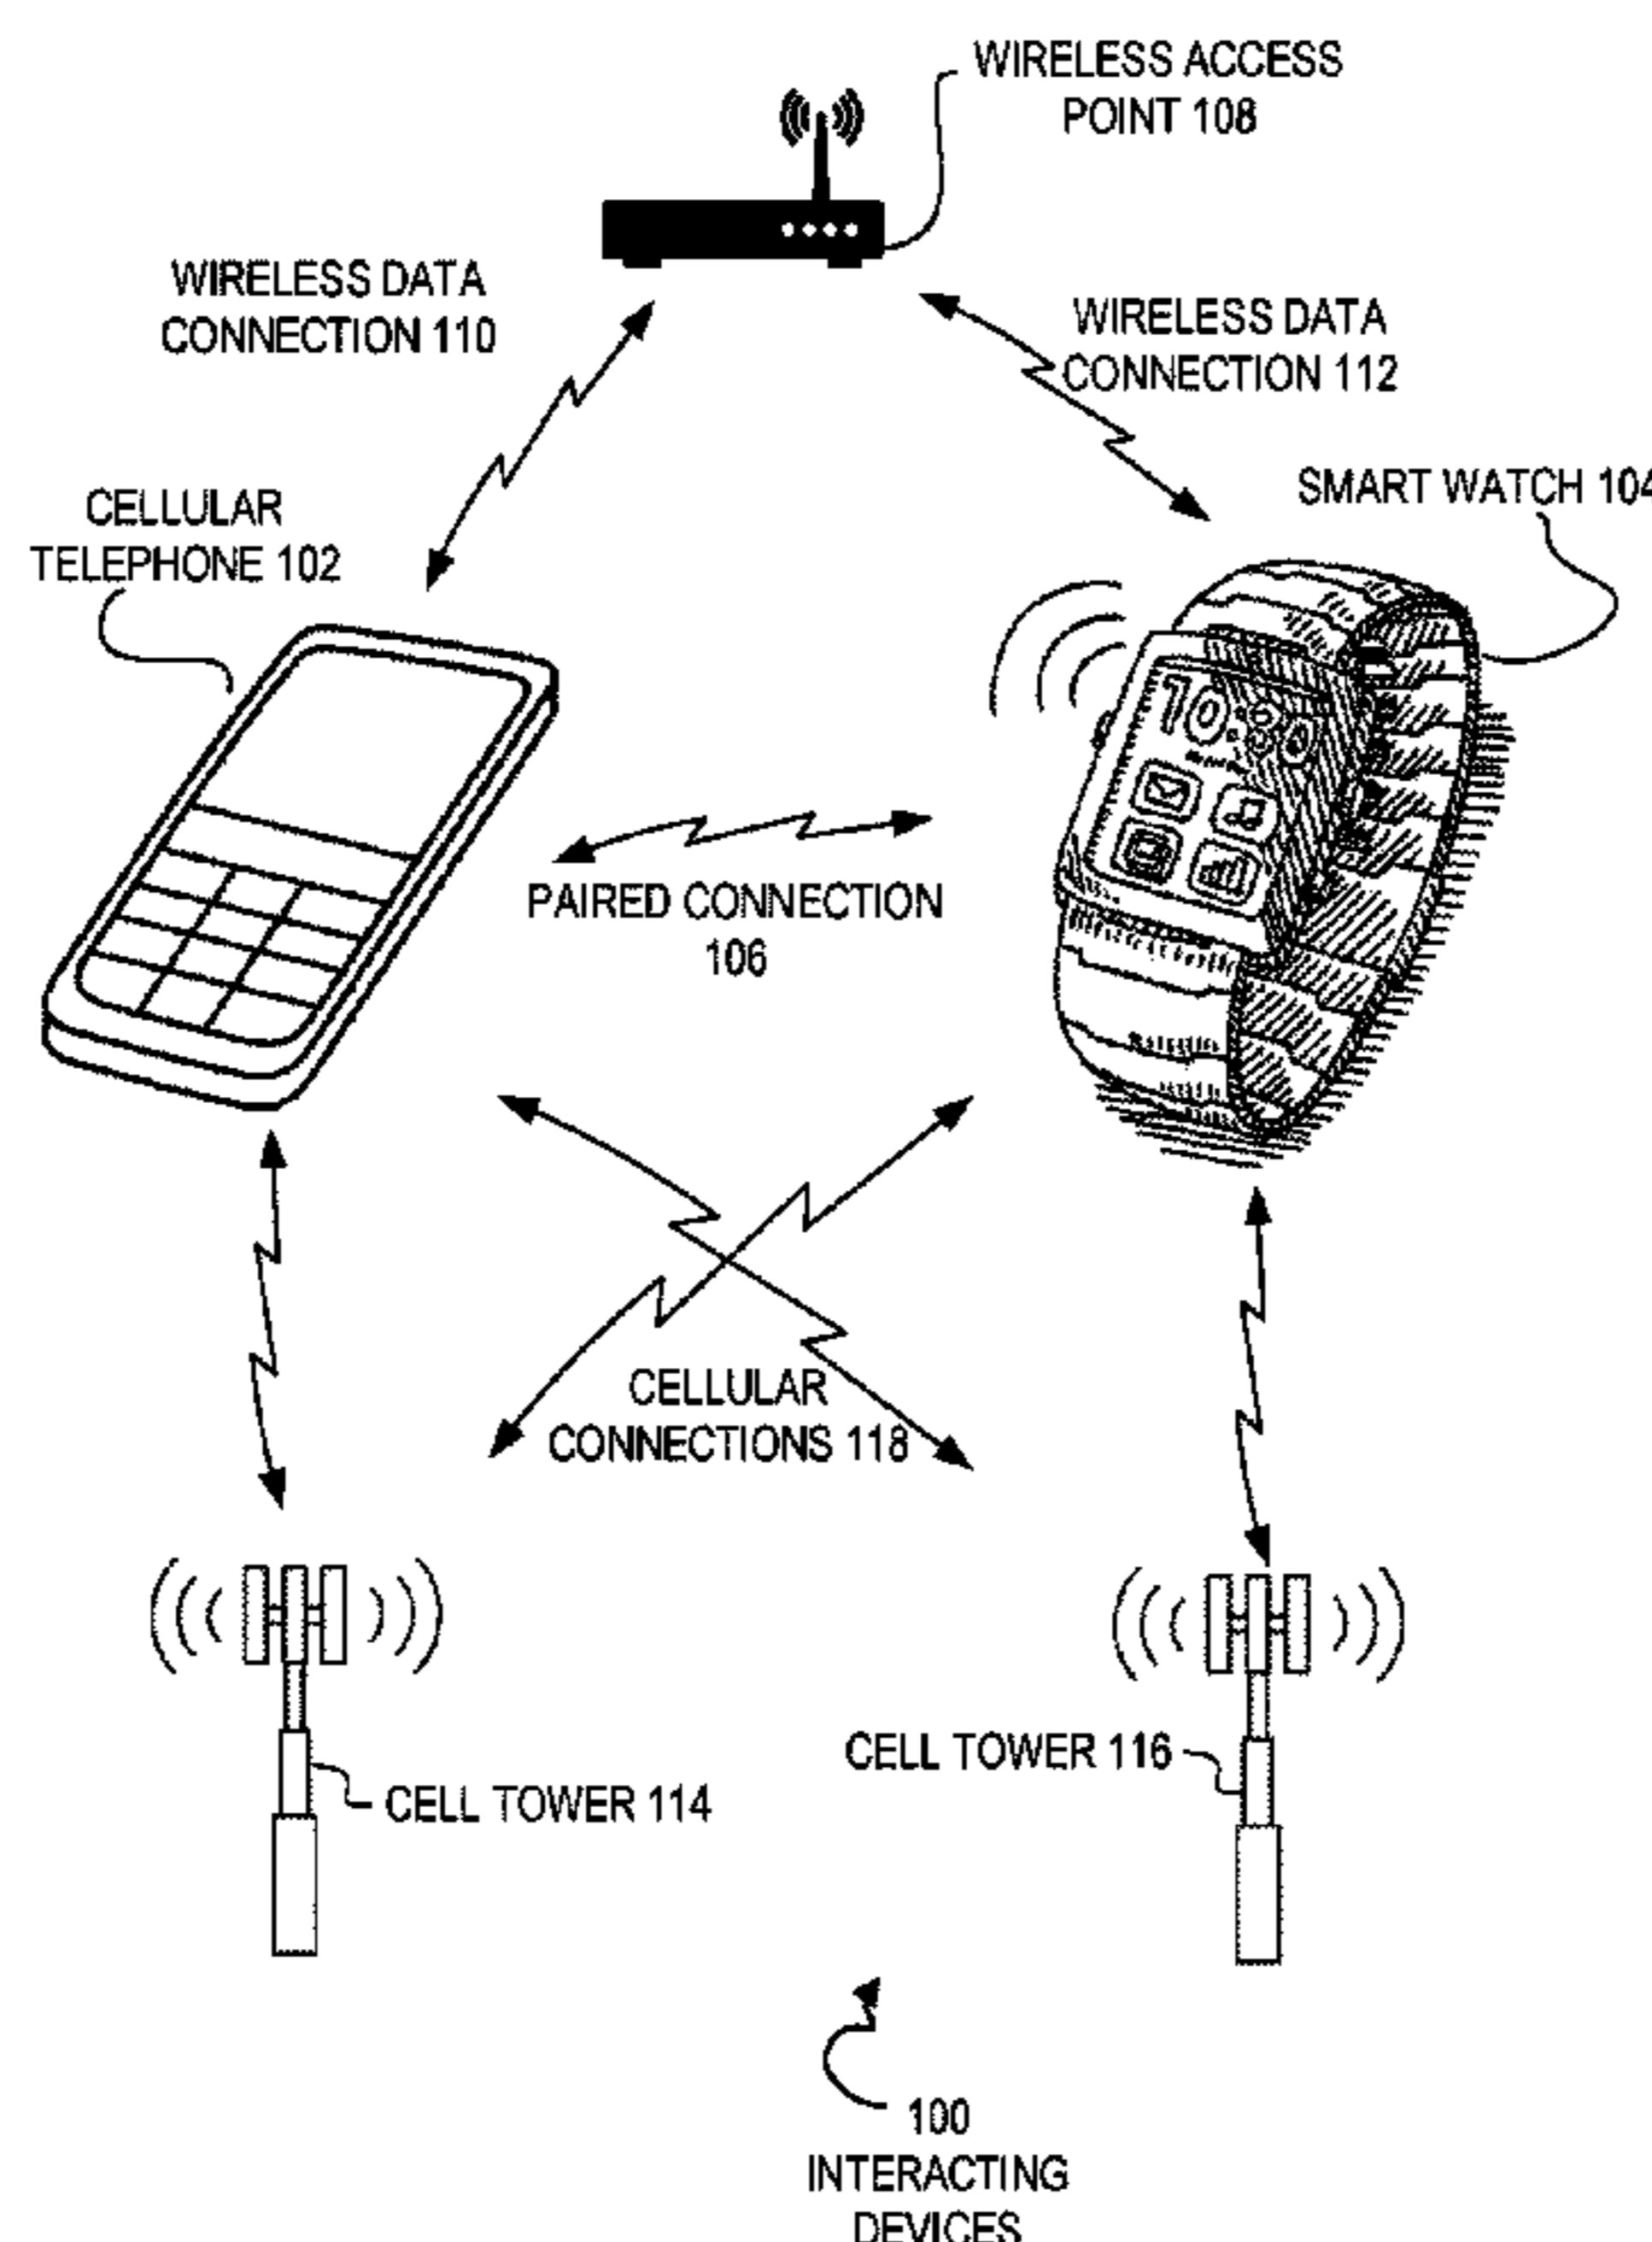 WIRELESS ACCESS
POINT 108
WIRELESS DATA
CONNECTION 110
WIRELESS DATA
CONNECTION 112
SMART WATCH 104
CELLULAR
TELEPHONE 102
10:
PAIRED CONNECTION
106
CELLULAR
CONNECTIONS 118
CELL TOWER 116
CELL TOWER 114
100
INTERACTING
DEVICES